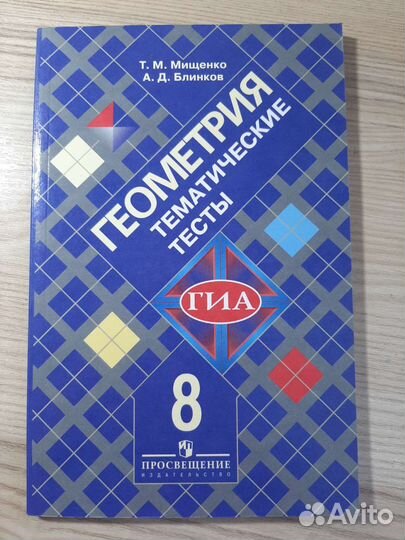 Т. М. Мищенко
А. Д. Блинков
ГЕОМЕТРИЯ
ТЕМАТИЧЕСКИЕ
ТЕСТЫ
ГИА
8
ПРОСВЕЩЕНИЕ
ИЗДАТЕЛЬСТВО
Avito